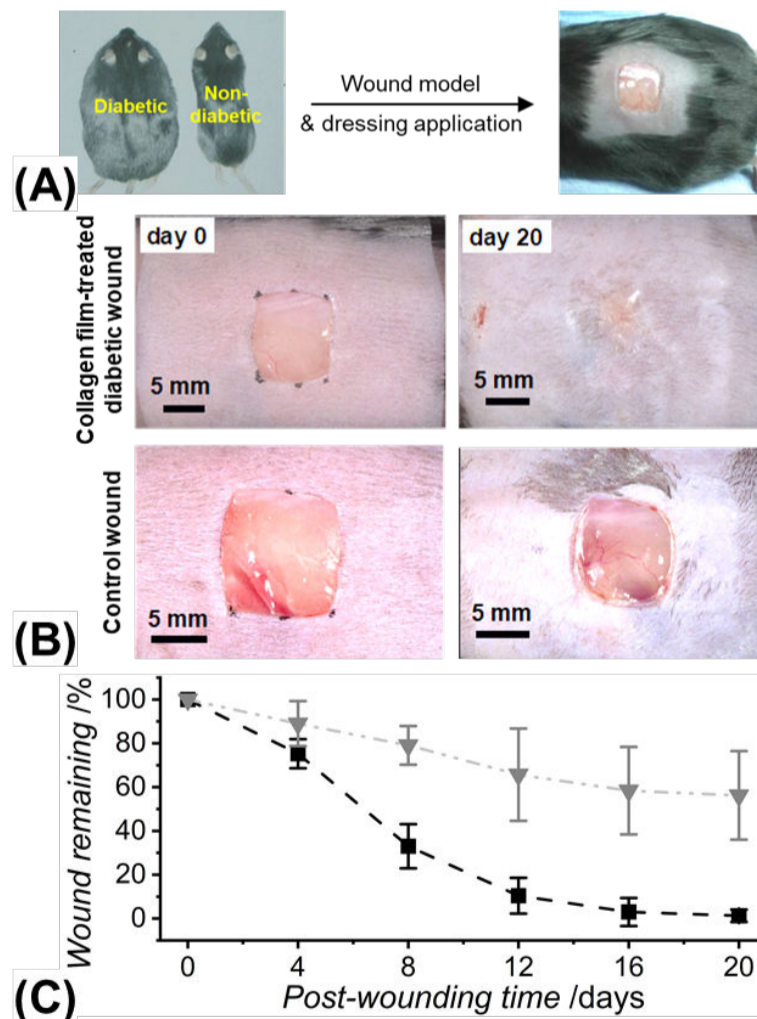 Diabetic
Non-
diabetic
Wound model
& dressing application
(A)
Collagen film-treated
diabetic wound
day 0
5 mm
day 20
5 mm
Control wound
5 mm
5 mm
(B)
Wound remaining /%
100
80
60
40
20
0
0 4 8 12 16 20
Post-wounding time /days
(C)